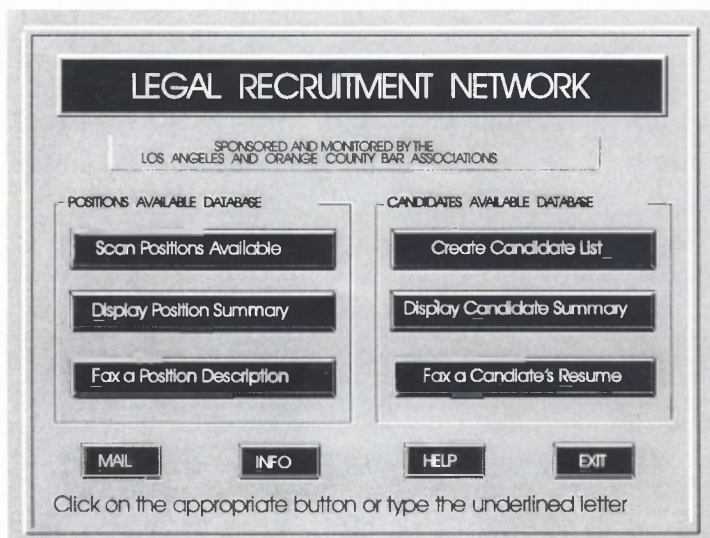 LEGAL RECRUITMENT NETWORK
SPONSORED AND MONITORED BY THE
LOS ANGELES AND ORANGE COUNTY BAR ASSOCIATIONS
POSITIONS AVAILABLE DATABASE
Scan Positions Available
Display Position Summary
Fax a Position Description
CANDIDATES AVAILABLE DATABASE
Create Candidate List
Display Candidate Summary
Fax a Candiate's Resume
MAIL
INFO
HELP
EXIT
Click on the appropriate button or type the underlined letter